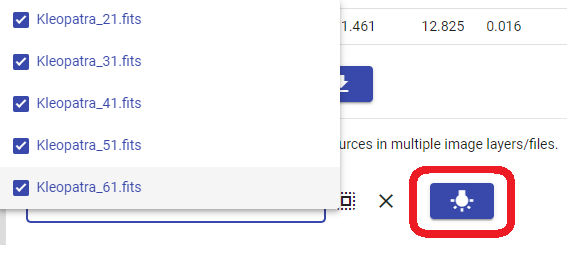 Kleopatra_21.fits
1.461 12.825 0.016
Kleopatra_31.fits
Kleopatra_41.fits
urces in multiple image layers/files.
Kleopatra_51.fits
Kleopatra_61.fits